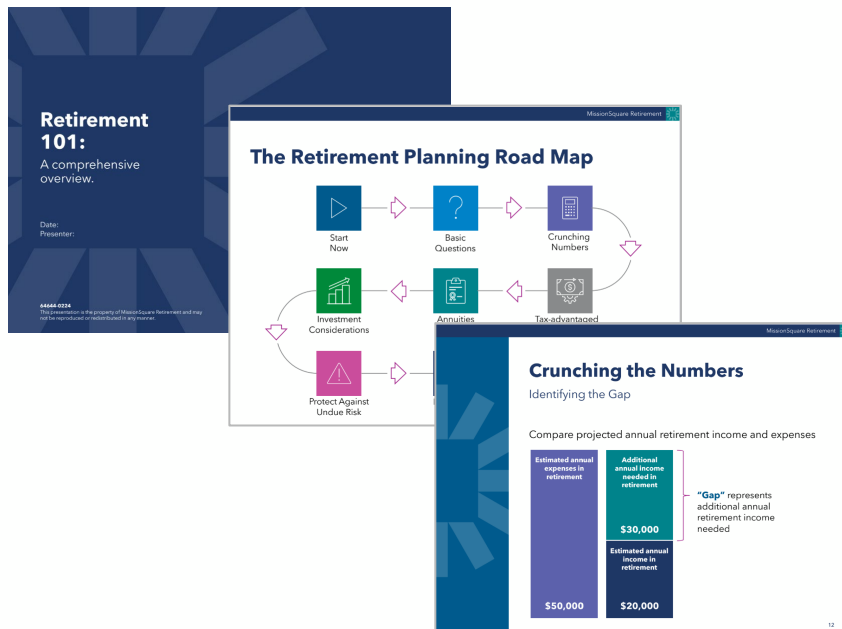 Retirement
101:
A comprehensive
overview.
Date:
Presenter:
64644-0224
This presentation is the property of MissionSquare Retirement and may
not be reproduced or redistributed in any manner.
MissionSquare Retirement
The Retirement Planning Road Map
Start
Now
Basic
Questions
Crunching
Numbers
Investment
Considerations
Annuities
Tax-advantaged
Protect Against
Undue Risk
MissionSquare Retirement
Crunching the Numbers
Identifying the Gap
Compare projected annual retirement income and expenses
Estimated annual
expenses in
retirement
$50,000
Additional
annual income
needed in
retirement
$30,000
Estimated annual
income in
retirement
$20,000
"Gap" represents
additional annual
retirement income
needed
12